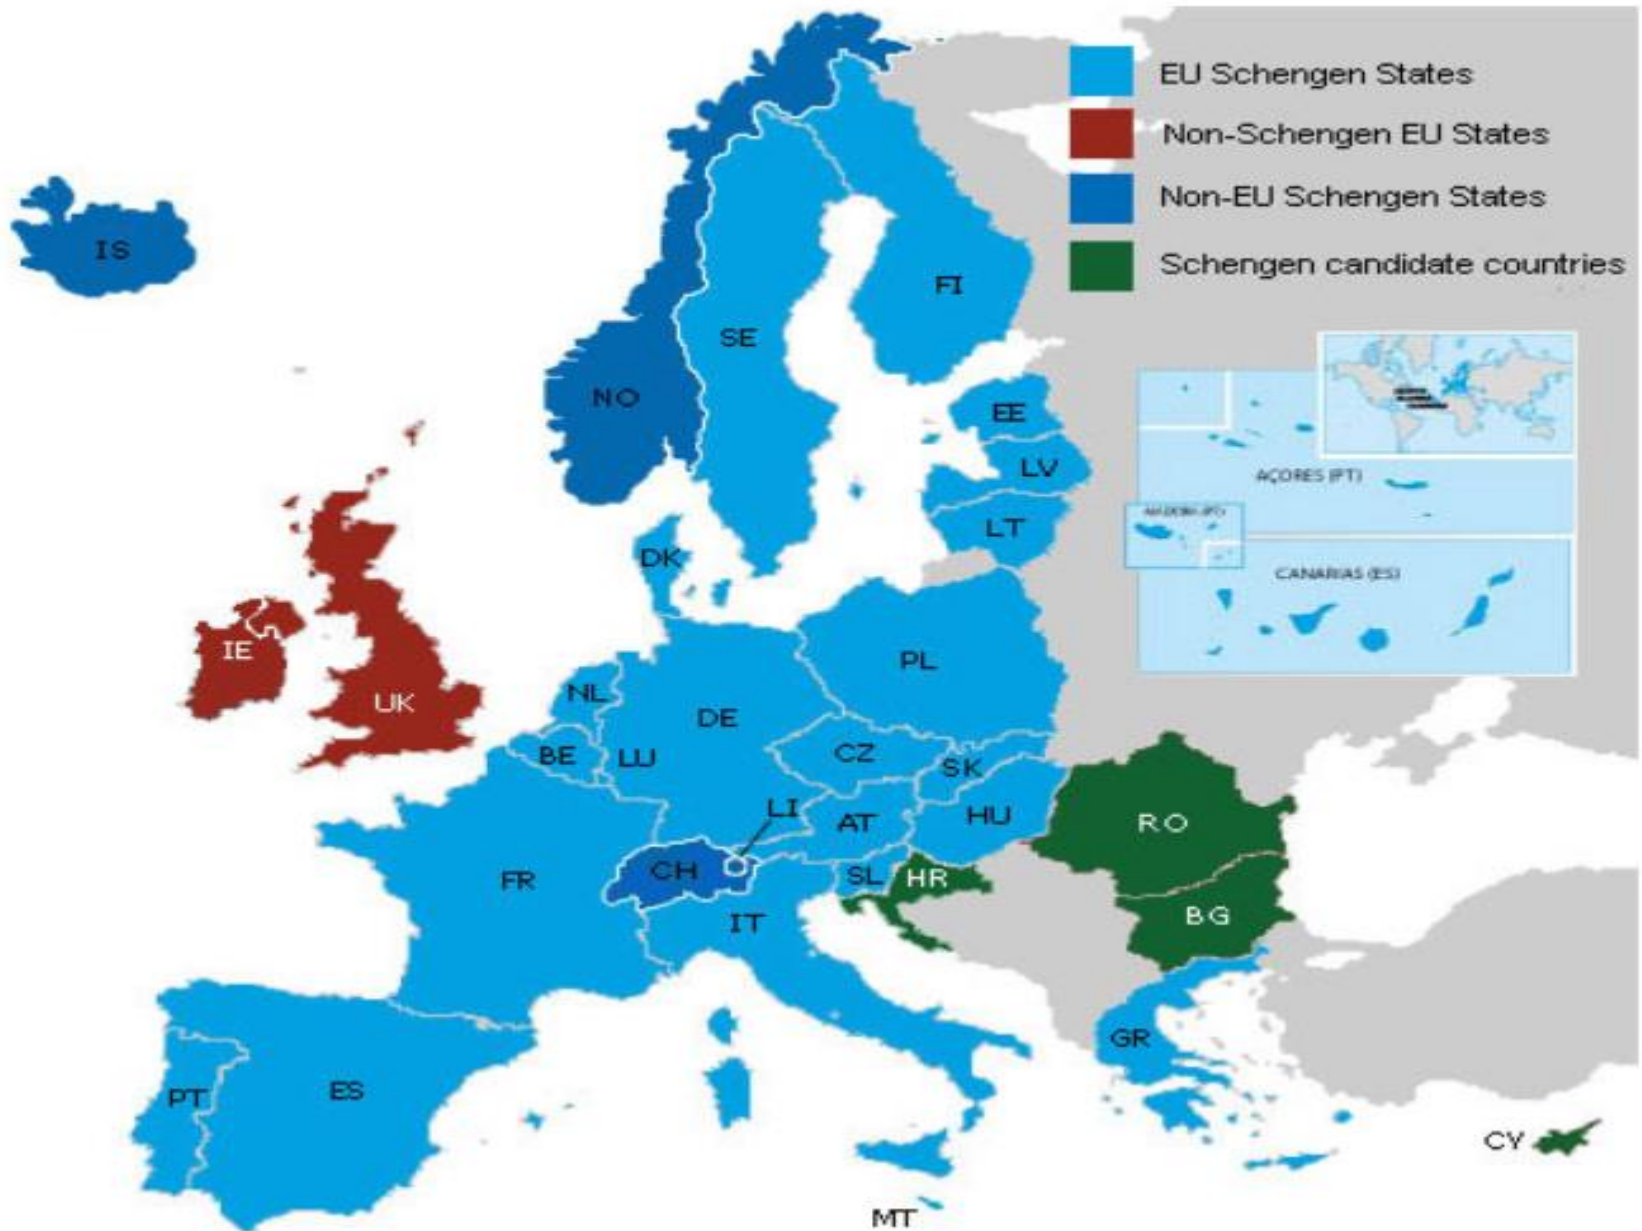 EU Schengen States
Non-Schengen EU States
Non-EU Schengen States
Schengen candidate countries
IS
FI
SE
NO
EE
LV
AÇORES (PT)
MADEIRA (PT)
LT
DK
CANARIAS (ES)
IE
PL
NL
UK
DE
BE
LU
CZ
SK
LI
AT
HU
RO
CH
FR
SL
HR
BG
IT
GR
PT
ES
CY
MT